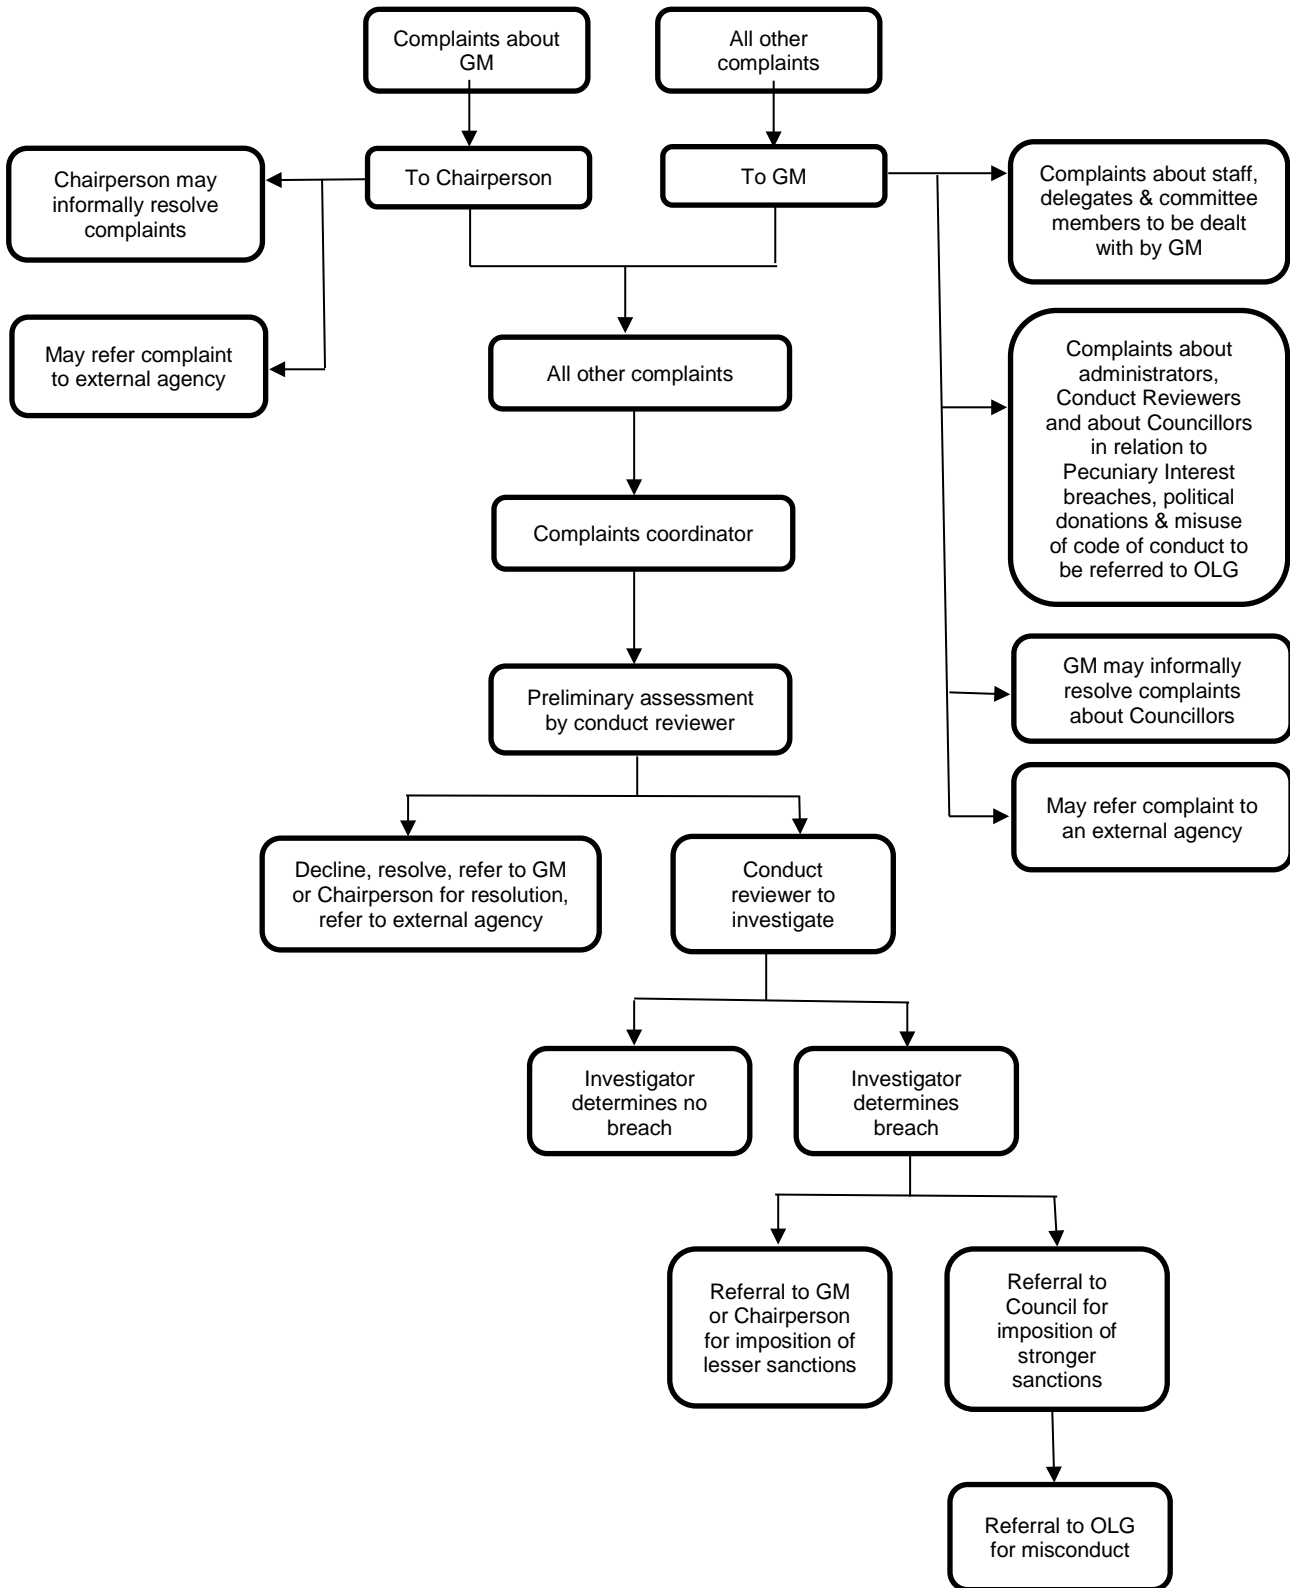 Complaints about
GM
All other
complaints
Chairperson may
informally resolve
complaints
To Chairperson
To GM
Complaints about staff,
delegates & committee
members to be dealt
with by GM
May refer complaint
to external agency
All other complaints
Complaints about
administrators,
Conduct Reviewers
and about Councillors
in relation to
Pecuniary Interest
breaches, political
donations & misuse
of code of conduct to
be referred to OLG
Complaints coordinator
Preliminary assessment
by conduct reviewer
GM may informally
resolve complaints
about Councillors
May refer complaint to
an external agency
Decline, resolve, refer to GM
or Chairperson for resolution,
refer to external agency
Conduct
reviewer to
investigate
Investigator
determines no
breach
Investigator
determines
breach
Referral to GM
or Chairperson
for imposition of
lesser sanctions
Referral to
Council for
imposition of
stronger
sanctions
Referral to OLG
for misconduct